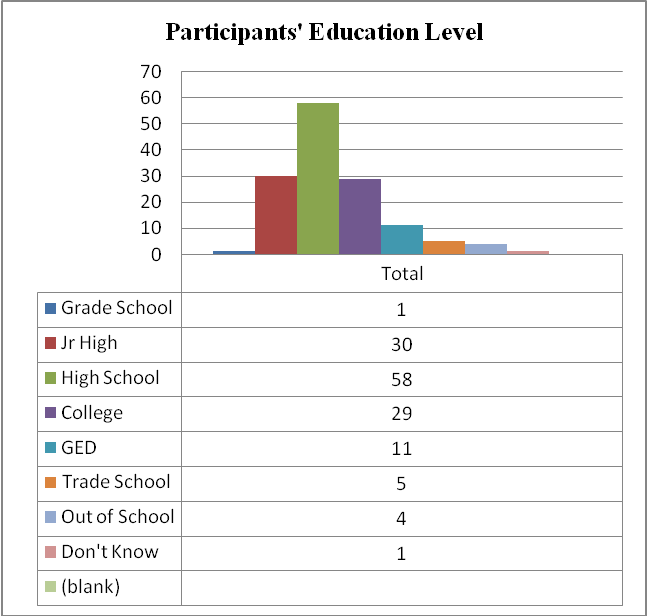 Participants' Education Level
70
60
50
40
30
20
10
0
Total
Grade School 1
Jr High 30
High School 58
College 29
GED 11
Trade School 5
Out of School 4
Don't Know 1
(blank)